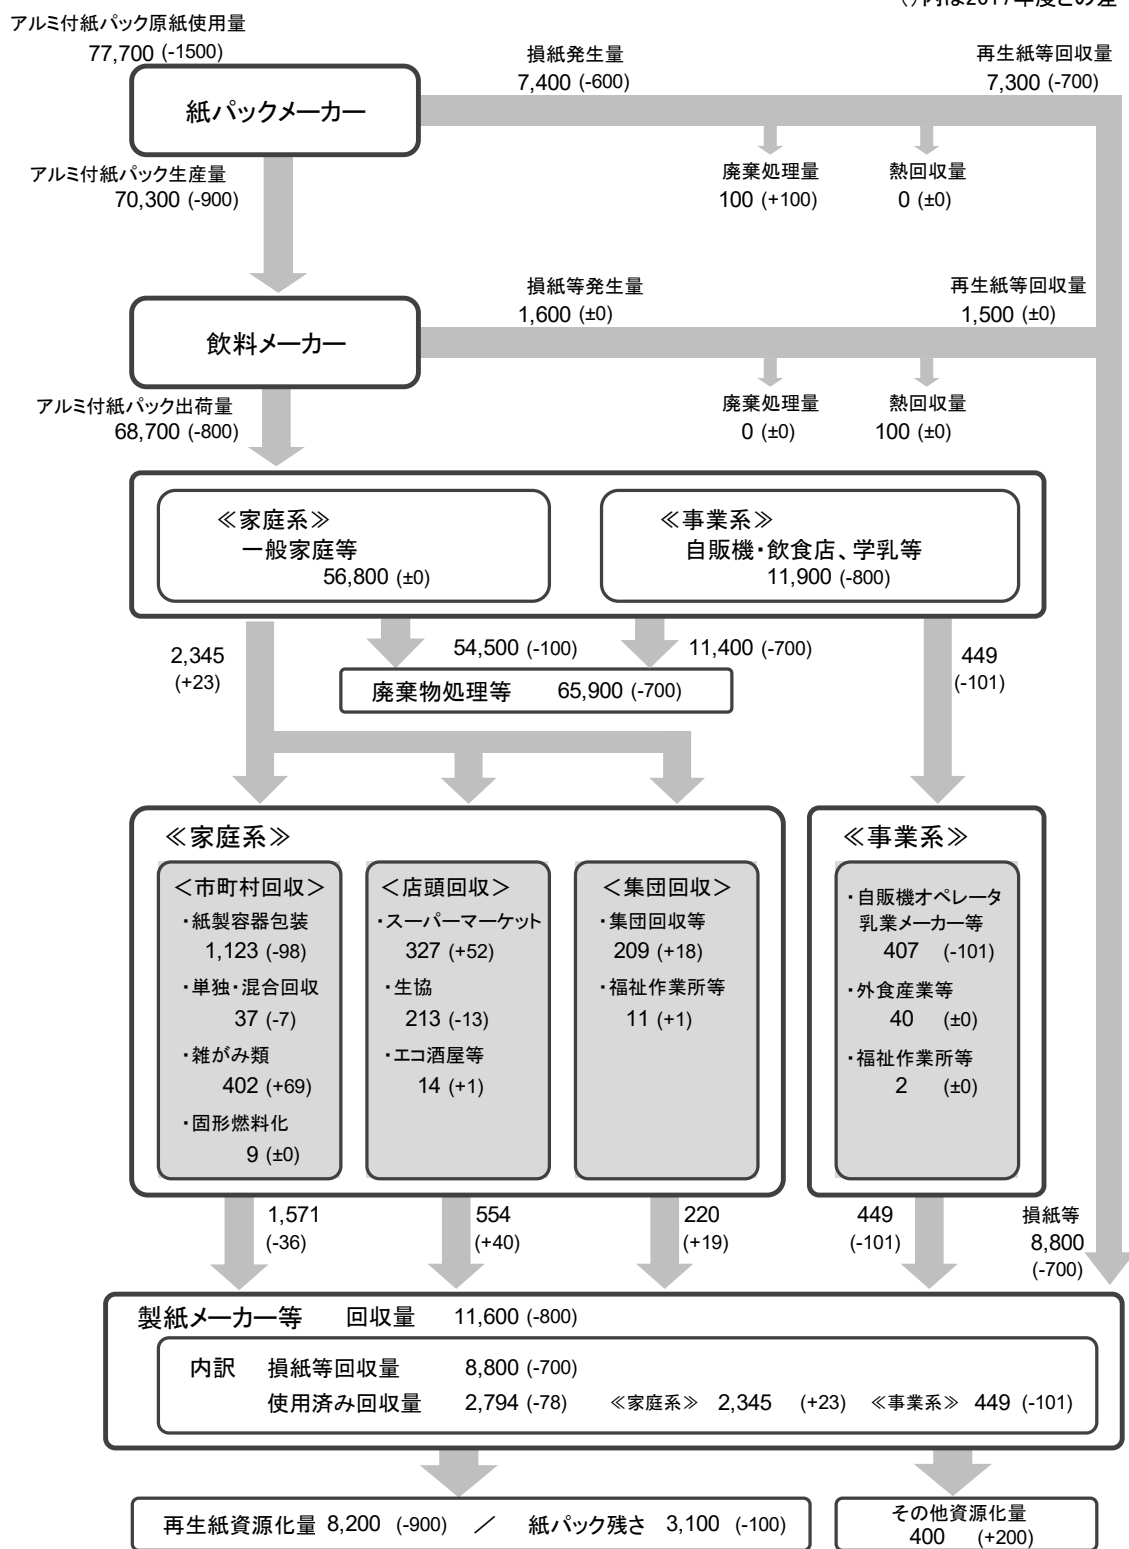 ()内は2017年度との差
アルミ付紙パック原紙使用量
77,700 (-1500)
損紙発生量
7,400 (-600)
再生紙等回収量
7,300 (-700)
紙パックメーカー
廃棄処理量
100 (+100)
熱回収量
0 (±0)
アルミ付紙パック生産量
70,300 (-900)
損紙等発生量
1,600 (±0)
再生紙等回収量
1,500 (±0)
飲料メーカー
廃棄処理量
0 (±0)
熱回収量
100 (±0)
アルミ付紙パック出荷量
68,700 (-800)
≪家庭系≫
一般家庭等
56,800 (±0)
≪事業系≫
自販機・飲食店、学乳等
11,900 (-800)
2,345
(+23)
54,500 (-100)
11,400 (-700)
449
(-101)
廃棄物処理等 65,900 (-700)
≪家庭系≫
<市町村回収>
・紙製容器包装
1,123 (-98)
・単独・混合回収
37 (-7)
・雑がみ類
402 (+69)
・固形燃料化
9 (±0)
<店頭回収>
・スーパーマーケット
327 (+52)
・生協
213 (-13)
・エコ酒屋等
14 (+1)
<集団回収>
・集団回収等
209 (+18)
・福祉作業所等
11 (+1)
≪事業系≫
・自販機オペレータ
乳業メーカー等
407 (-101)
・外食産業等
40 (±0)
・福祉作業所等
2 (±0)
1,571
(-36)
554
(+40)
220
(+19)
449
(-101)
損紙等
8,800
(-700)
製紙メーカー等 回収量 11,600 (-800)
内訳 損紙等回収量 8,800 (-700)
使用済み回収量 2,794 (-78) ≪家庭系≫ 2,345 (+23) ≪事業系≫ 449 (-101)
再生紙資源化量 8,200 (-900) ／ 紙パック残さ 3,100 (-100)
その他資源化量
400 (+200)